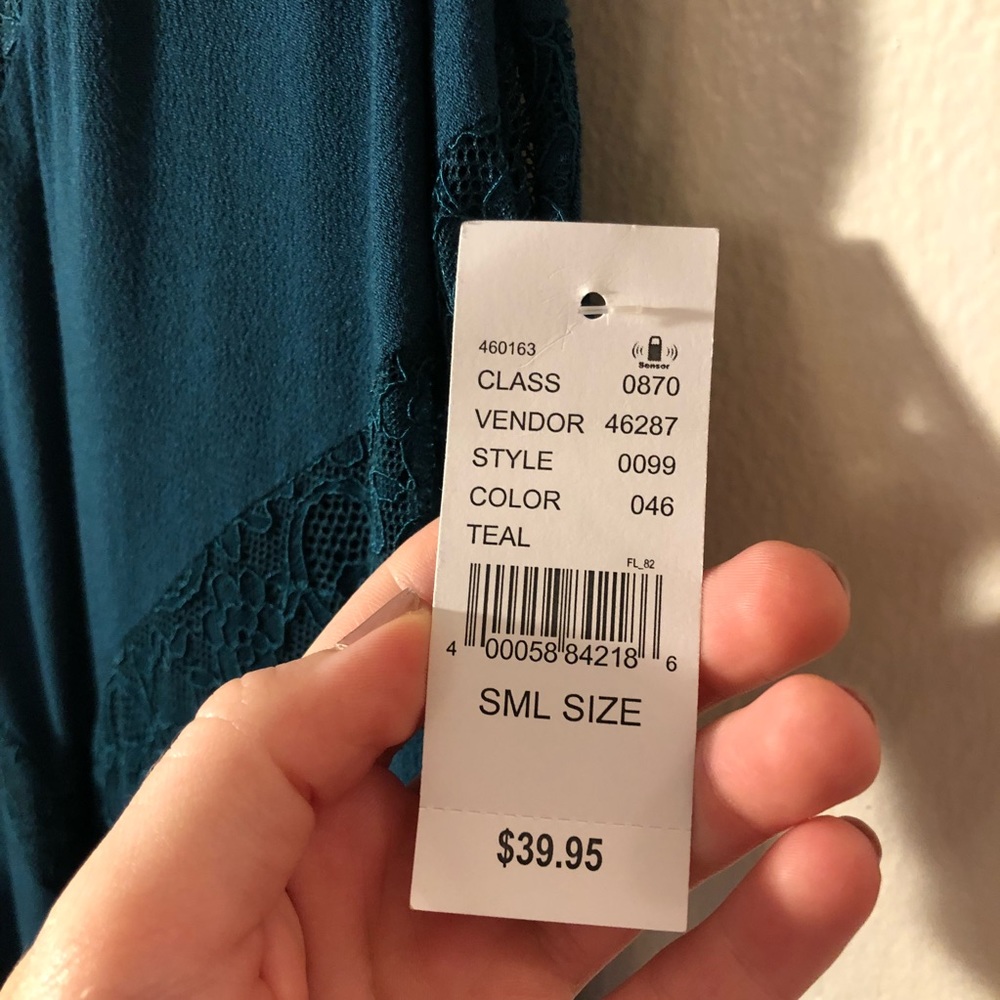 460163
Sensor
CLASS 0870
VENDOR 46287
STYLE 0099
COLOR 046
TEAL
FL_82
4 00058 84218 6
SML SIZE
$39.95